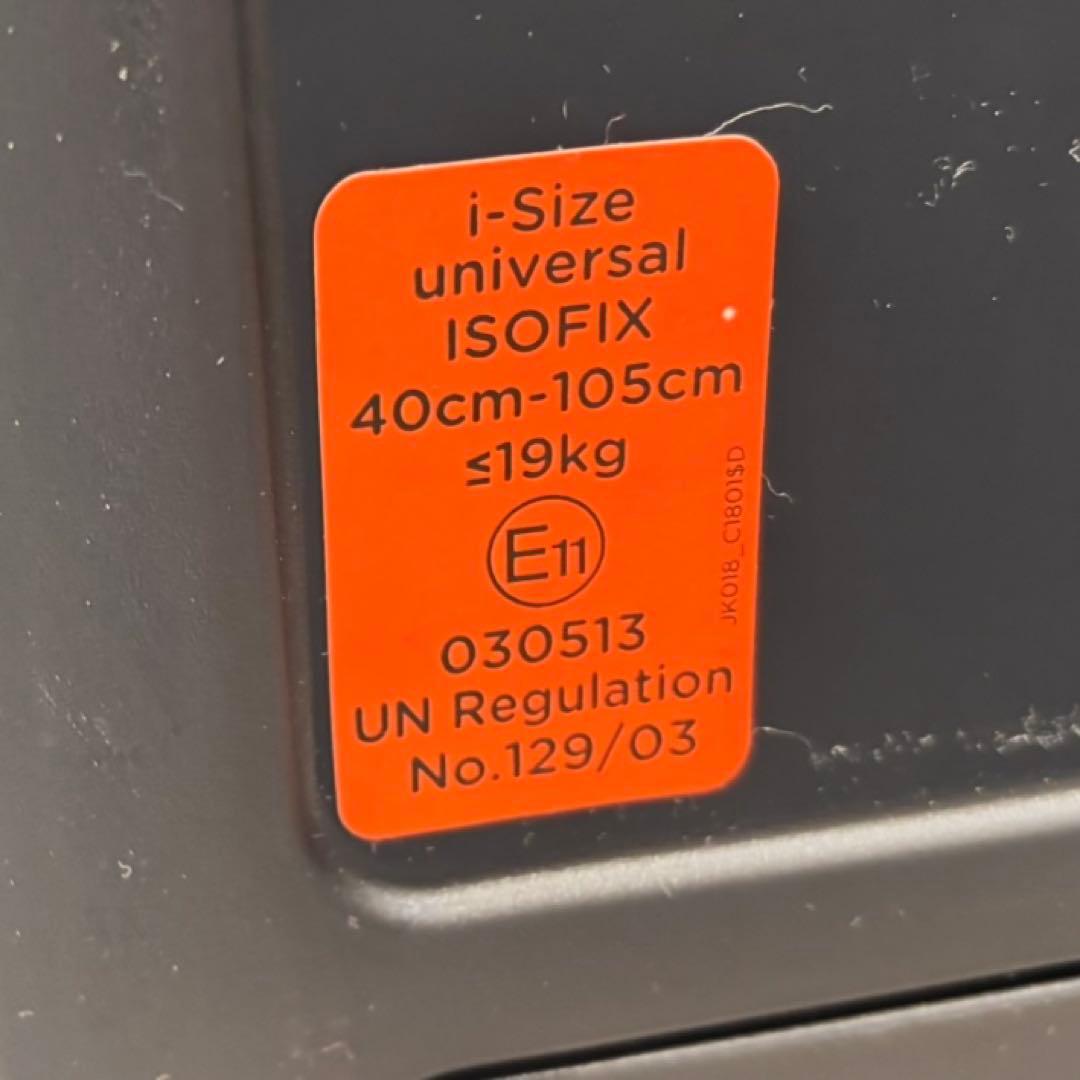 i-Size
universal
ISOFIX
40cm-105cm
≤19kg
E11
030513
UN Regulation
No.129/03
JK018_C1801$D